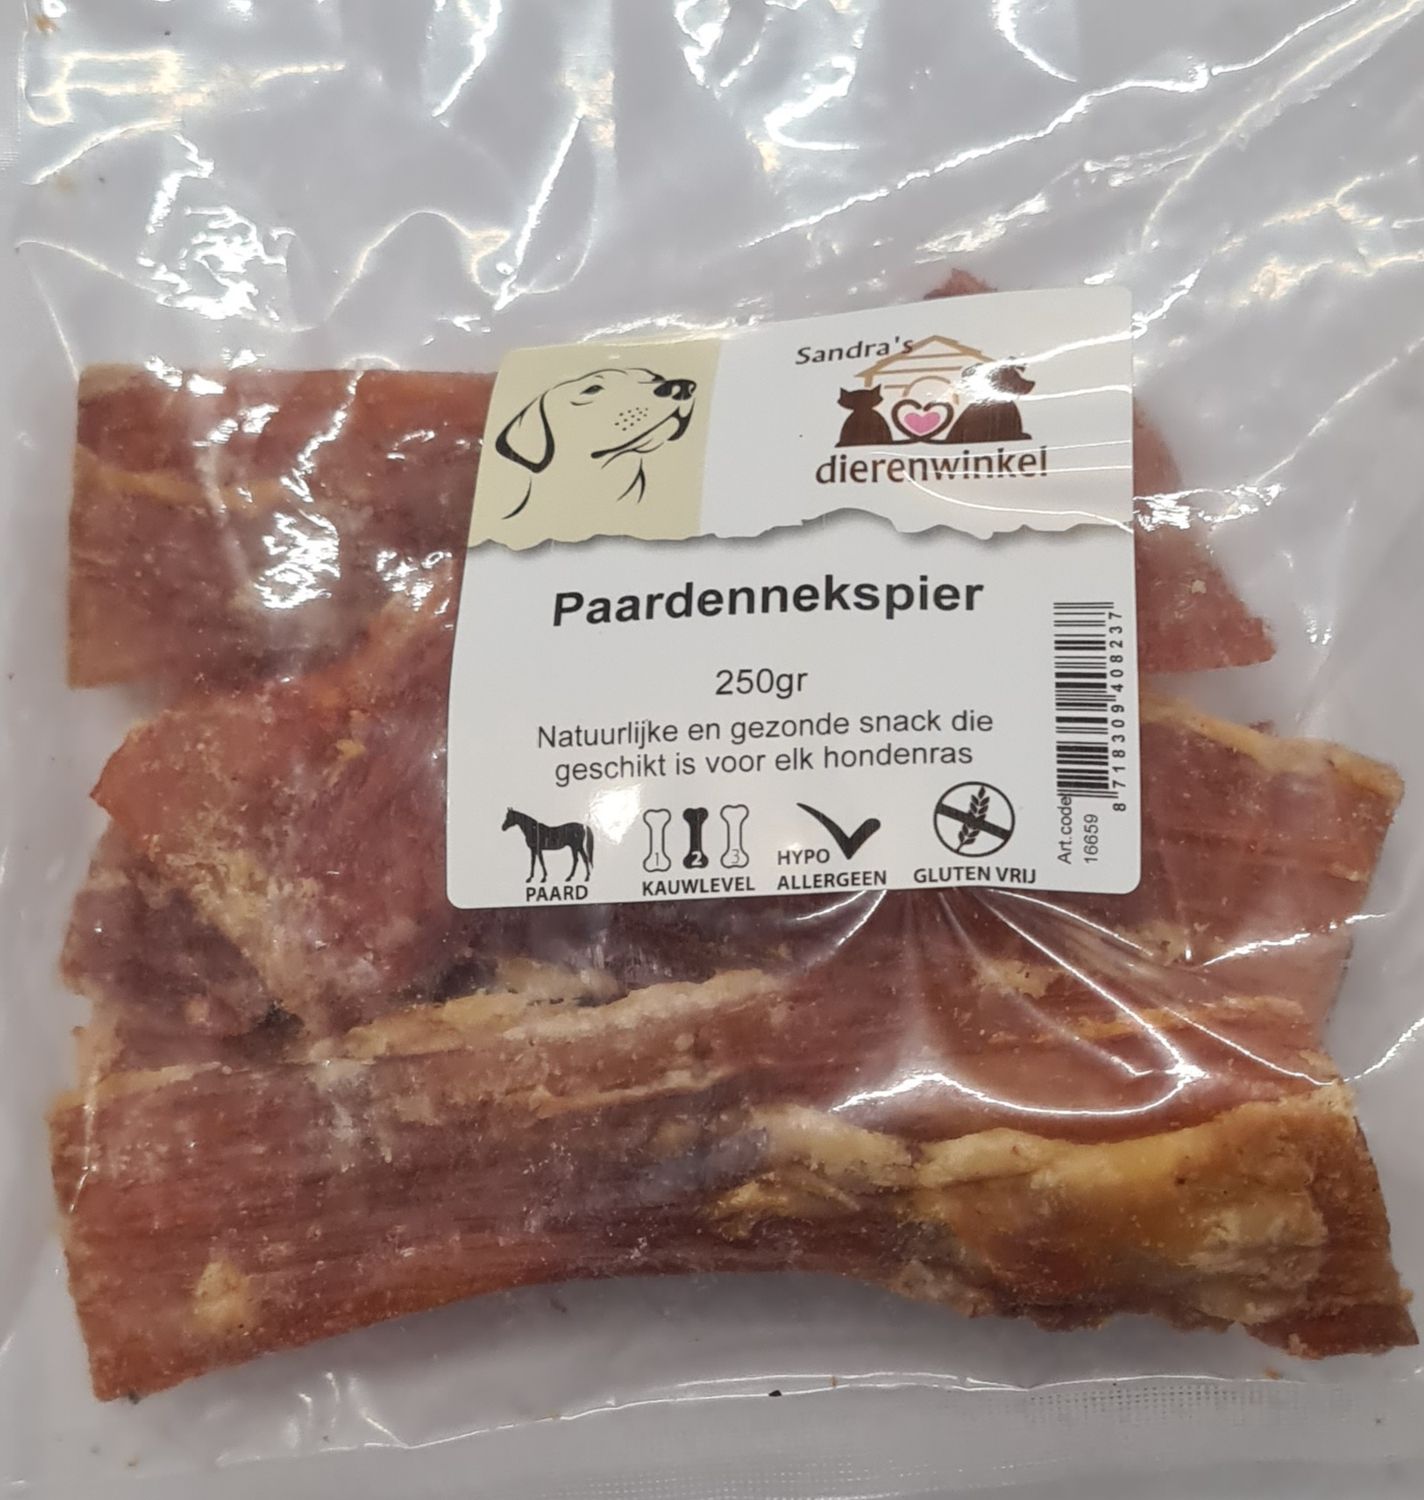 Sandra's
dierenwinkel
Paardennekspier
250gr
Natuurlijke en gezonde snack die
geschikt is voor elk hondenras
PAARD
1 2 3
KAUWLEVEL
HYPO
ALLERGEEN
GLUTEN VRIJ
Art.code
16659
8 718309 408237